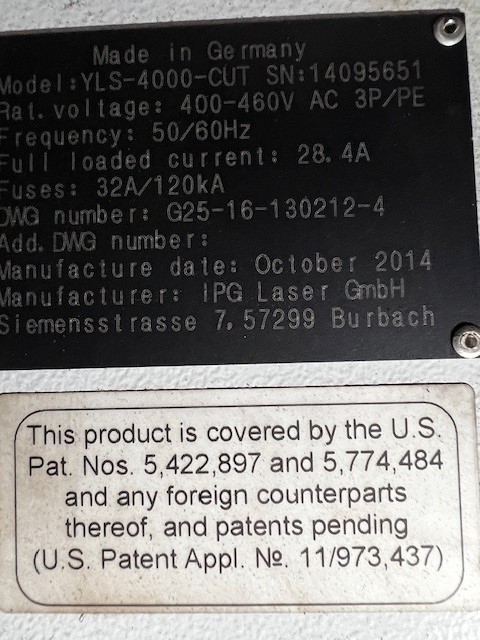 Made in Germany
Model:YLS-4000-CUT SN:14095651
Rat.voltage: 400-460V AC 3P/PE
Frequency: 50/60Hz
Full loaded current: 28.4A
Fuses: 32A/120kA
DWG number: G25-16-130212-4
Add.DWG number:
Manufacture date: October 2014
Manufacturer: IPG Laser GmbH
Siemensstrasse 7,57299 Burbach
This product is covered by the U.S.
Pat. Nos. 5,422,897 and 5,774,484
and any foreign counterparts
thereof, and patents pending
(U.S. Patent Appl. №. 11/973,437)